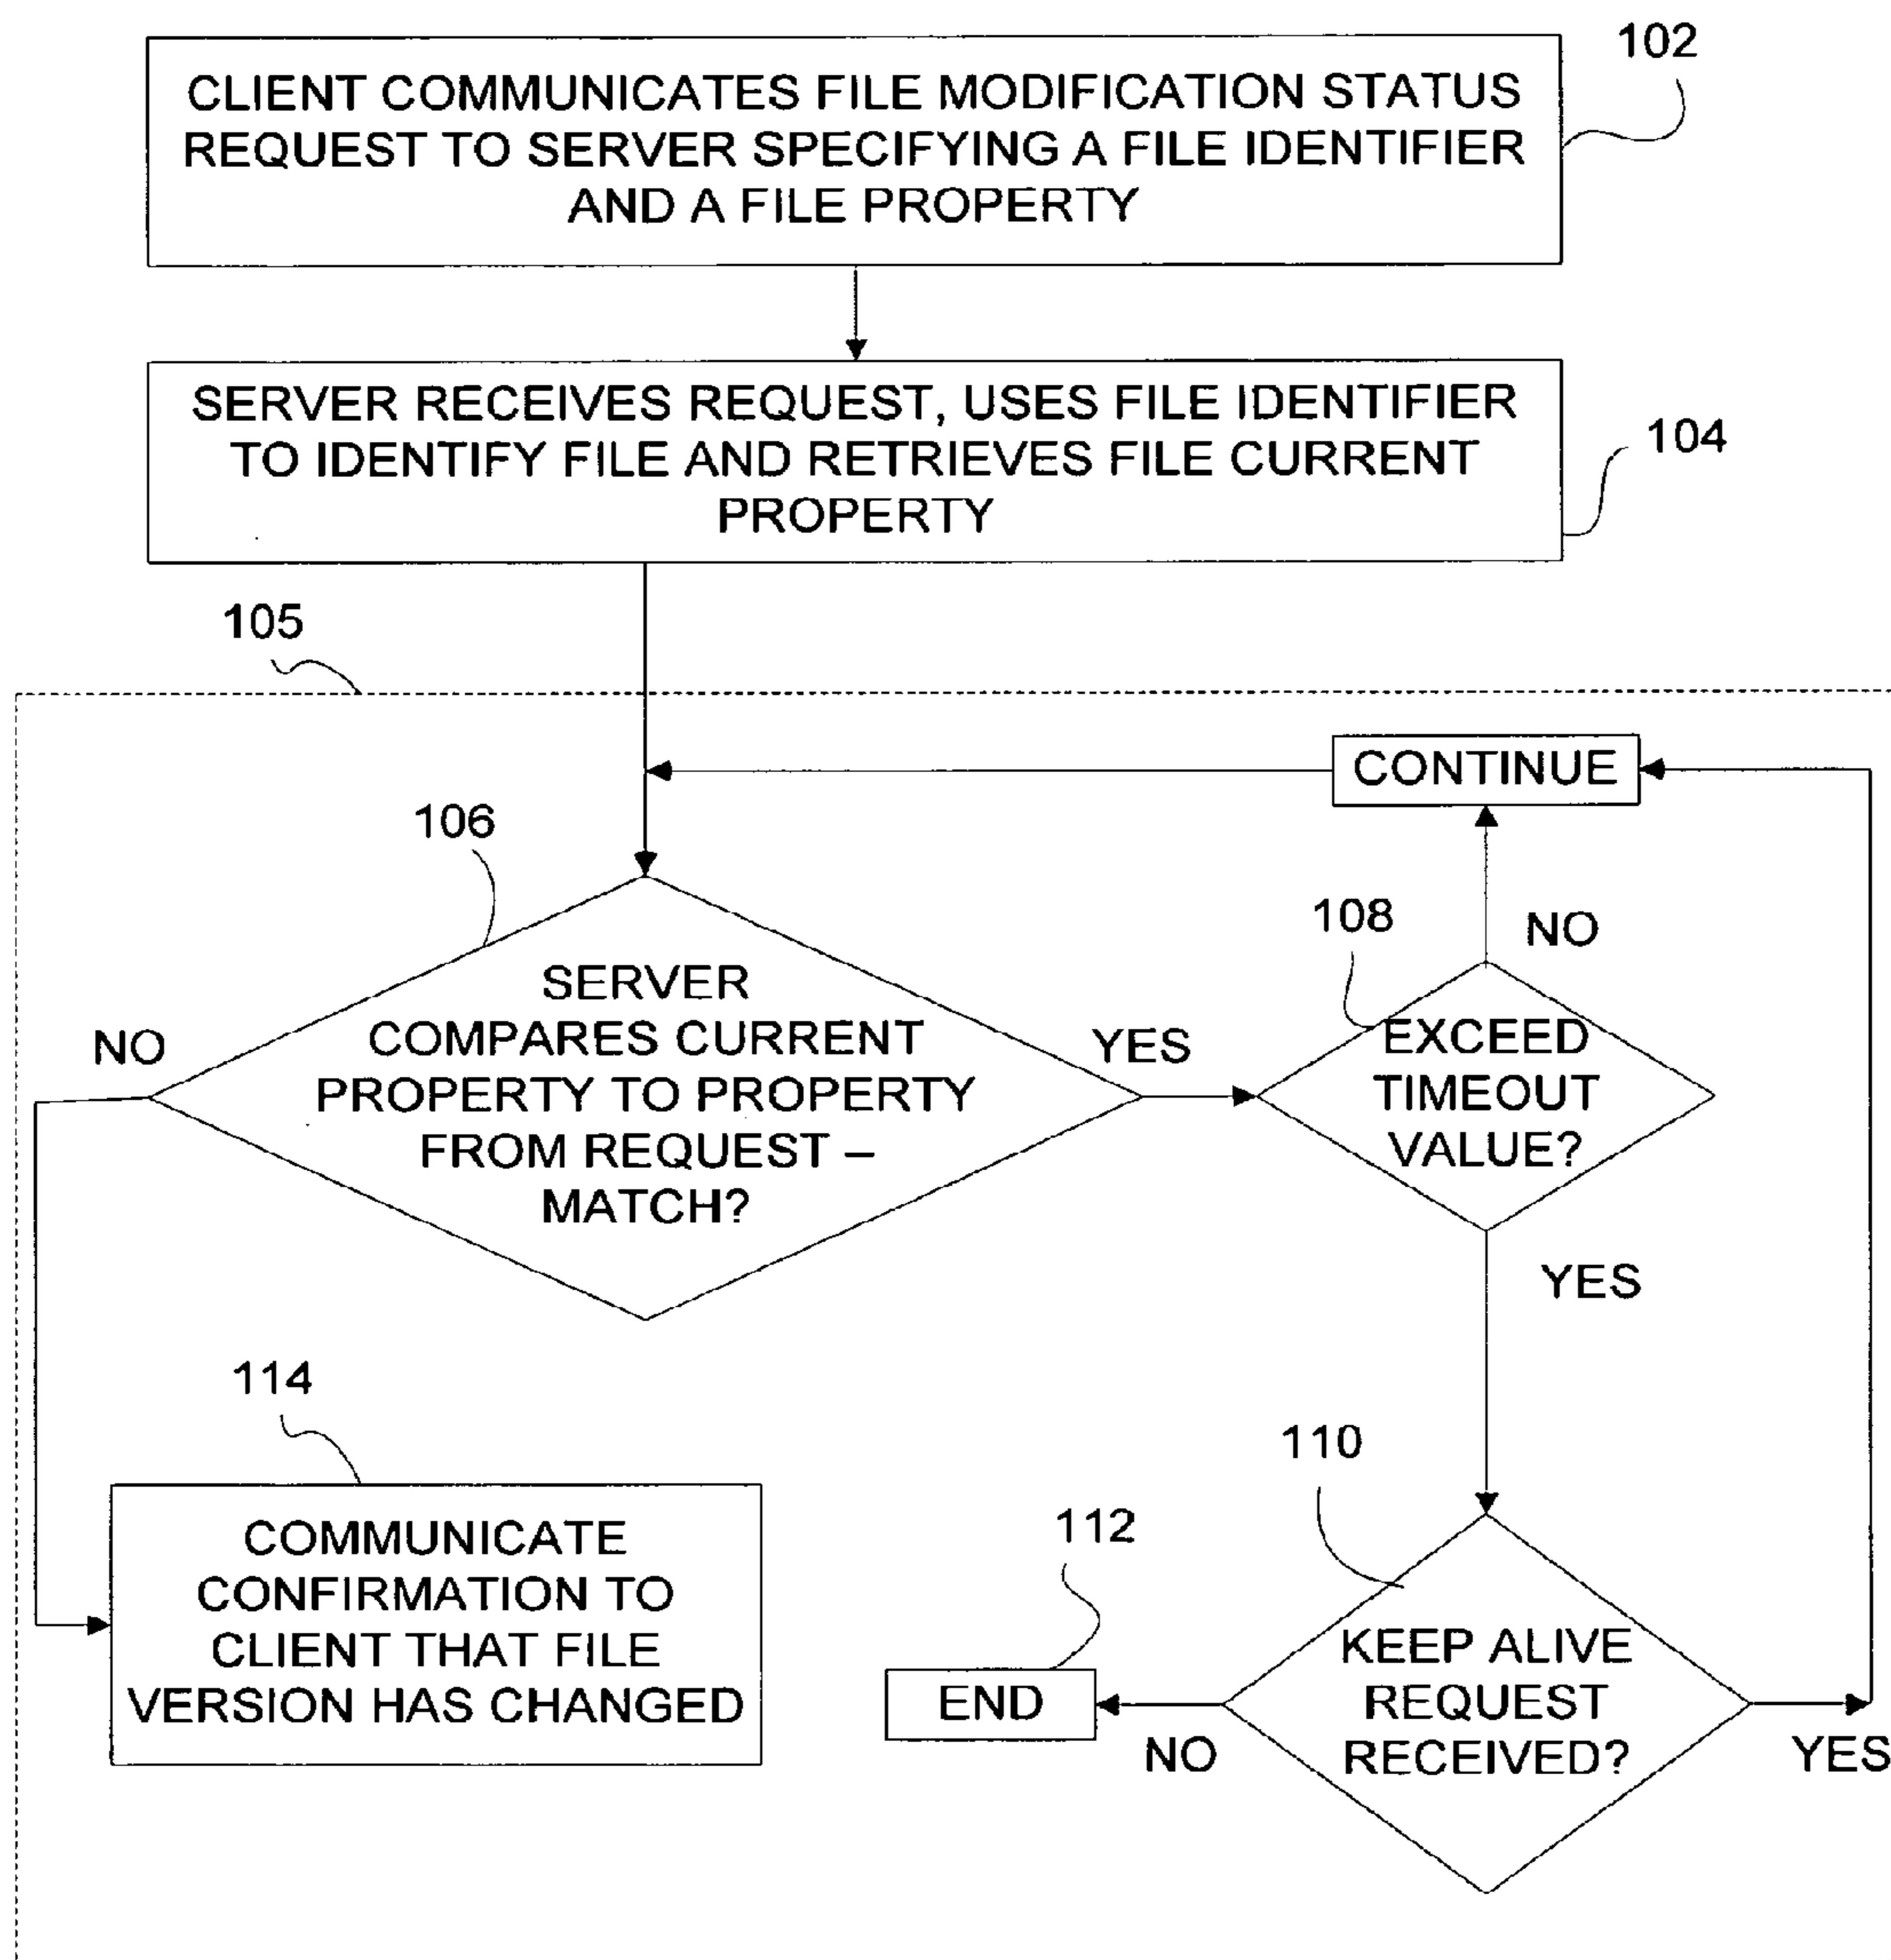 102
CLIENT COMMUNICATES FILE MODIFICATION STATUS
REQUEST TO SERVER SPECIFYING A FILE IDENTIFIER
AND A FILE PROPERTY
SERVER RECEIVES REQUEST, USES FILE IDENTIFIER
TO IDENTIFY FILE AND RETRIEVES FILE CURRENT
PROPERTY
104
105
CONTINUE
106
108
NO
SERVER
COMPARES CURRENT
PROPERTY TO PROPERTY
FROM REQUEST –
MATCH?
NO
YES
EXCEED
TIMEOUT
VALUE?
YES
114
COMMUNICATE
CONFIRMATION TO
CLIENT THAT FILE
VERSION HAS CHANGED
110
112
END
NO
KEEP ALIVE
REQUEST
RECEIVED?
YES